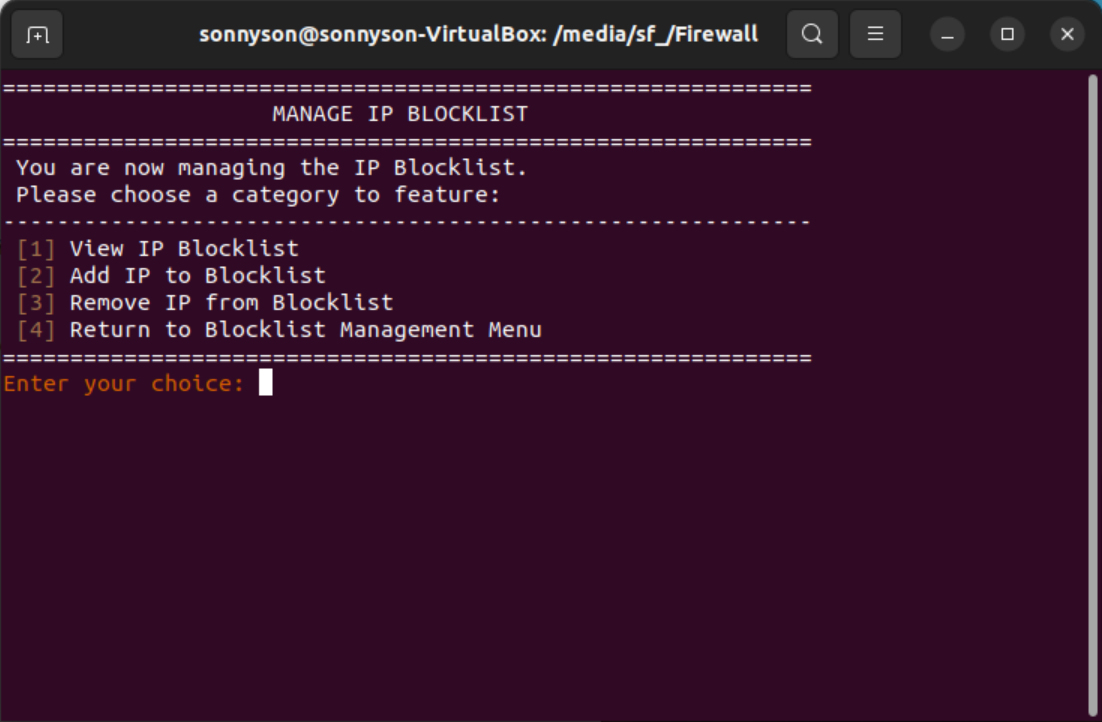 sonnyson@sonnyson-VirtualBox: /media/sf_/Firewall
============================================================
MANAGE IP BLOCKLIST
============================================================
You are now managing the IP Blocklist.
Please choose a category to feature:
------------------------------------------------------------
[1] View IP Blocklist
[2] Add IP to Blocklist
[3] Remove IP from Blocklist
[4] Return to Blocklist Management Menu
============================================================
Enter your choice: